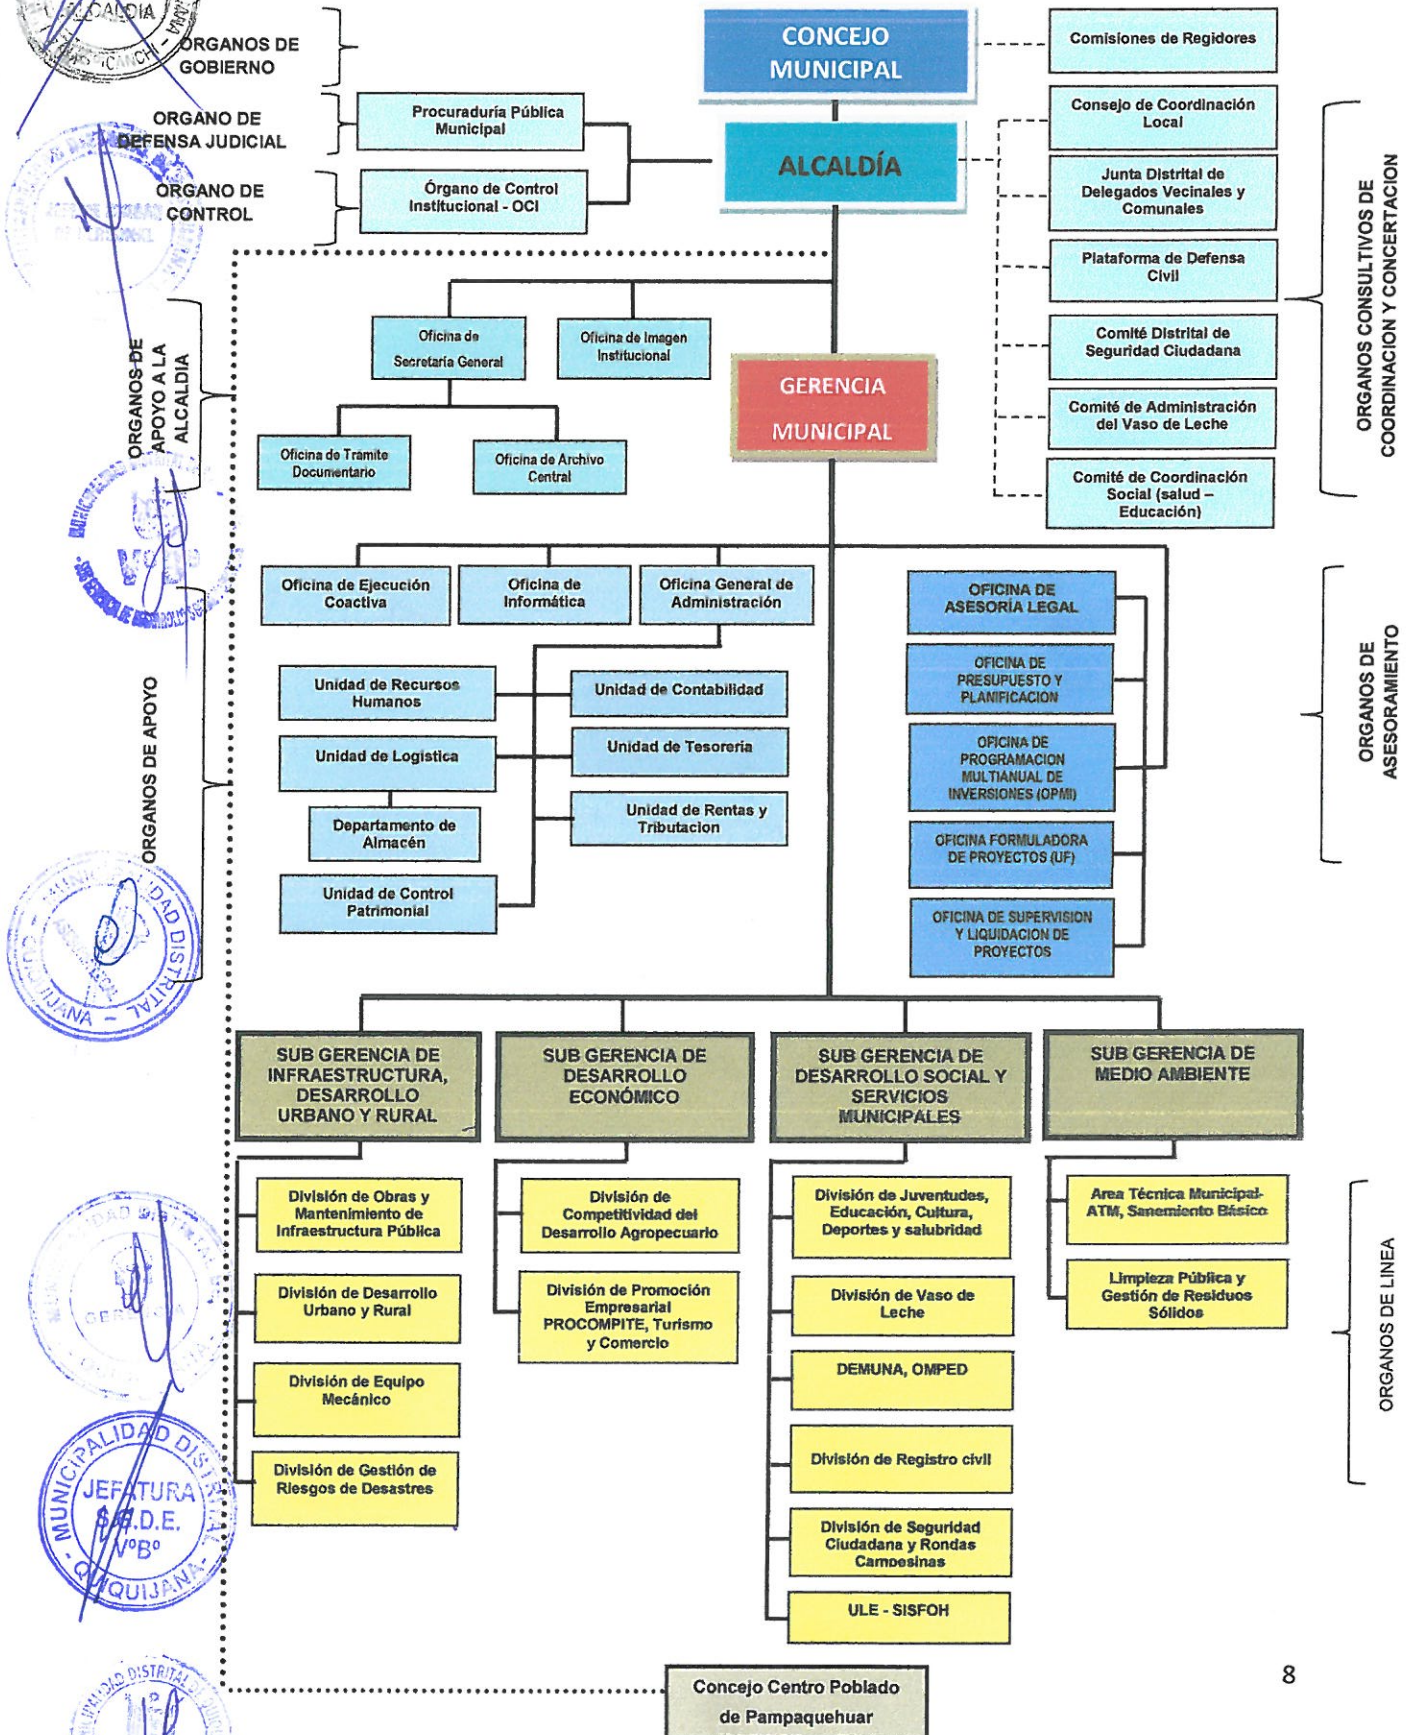 ALCALDIA
ORGANOS DE
GOBIERNO
CONCEJO
MUNICIPAL
Comisiones de Regidores
ORGANO DE
DEFENSA JUDICIAL
Procuraduría Pública
Municipal
ALCALDÍA
Consejo de Coordinación
Local
ORGANO DE
CONTROL
Órgano de Control
Institucional - OCI
Junta Distrital de
Delegados Vecinales y
Comunales
Plataforma de Defensa
Civil
Comité Distrital de
Seguridad Ciudadana
Comité de Administración
del Vaso de Leche
Comité de Coordinación
Social (salud –
Educación)
ORGANOS CONSULTIVOS DE
COORDINACION Y CONCERTACION
ORGANOS DE
APOYO A LA
ALCALDIA
Oficina de
Secretaría General
Oficina de Imagen
Institucional
Oficina de Trámite
Documentario
Oficina de Archivo
Central
GERENCIA
MUNICIPAL
ORGANOS DE APOYO
Oficina de Ejecución
Coactiva
Oficina de
Informática
Oficina General de
Administración
Unidad de Recursos
Humanos
Unidad de Contabilidad
Unidad de Logística
Unidad de Tesorería
Departamento de
Almacén
Unidad de Rentas y
Tributacion
Unidad de Control
Patrimonial
OFICINA DE
ASESORÍA LEGAL
OFICINA DE
PRESUPUESTO Y
PLANIFICACION
OFICINA DE
PROGRAMACION
MULTIANUAL DE
INVERSIONES (OPMI)
OFICINA FORMULADORA
DE PROYECTOS (UF)
OFICINA DE SUPERVISION
Y LIQUIDACION DE
PROYECTOS
ORGANOS DE
ASESORAMIENTO
SUB GERENCIA DE
INFRAESTRUCTURA,
DESARROLLO
URBANO Y RURAL
SUB GERENCIA DE
DESARROLLO
ECONÓMICO
SUB GERENCIA DE
DESARROLLO SOCIAL Y
SERVICIOS
MUNICIPALES
SUB GERENCIA DE
MEDIO AMBIENTE
División de Obras y
Mantenimiento de
Infraestructura Pública
División de Desarrollo
Urbano y Rural
División de Equipo
Mecánico
División de Gestión de
Riesgos de Desastres
División de
Competitividad del
Desarrollo Agropecuario
División de Promoción
Empresarial
PROCOMPITE, Turismo
y Comercio
División de Juventudes,
Educación, Cultura,
Deportes y salubridad
División de Vaso de
Leche
DEMUNA, OMPED
División de Registro civil
División de Seguridad
Ciudadana y Rondas
Campesinas
ULE - SISFOH
Area Técnica Municipal-
ATM, Sanemiento Básico
Limpieza Pública y
Gestión de Residuos
Sólidos
ORGANOS DE LINEA
MUNICIPALIDAD DISTRITAL - QUIQUIJANA
JEFATURA
S.G.D.E.
V°B°
Concejo Centro Poblado
de Pampaquehuar
8